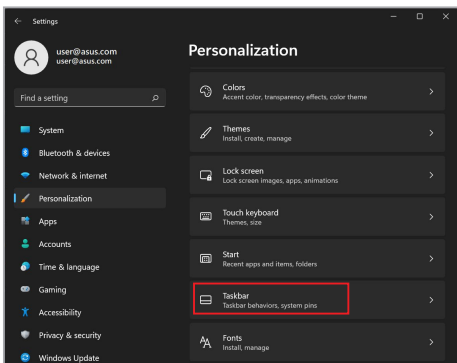 Settings
user@asus.com
user@asus.com
Find a setting
System
Bluetooth & devices
Network & internet
Personalization
Apps
Accounts
Time & language
Gaming
Accessibility
Privacy & security
Windows Update
Personalization
Colors
Accent color, transparency effects, color theme
Themes
Install, create, manage
Lock screen
Lock screen images, apps, animations
Touch keyboard
Themes, size
Start
Recent apps and items, folders
Taskbar
Taskbar behaviors, system pins
Fonts
Install, manage